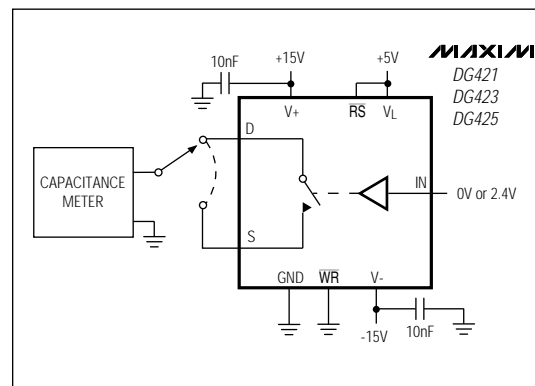 MAXIM
DG421
DG423
DG425
10nF
+15V
+5V
V+
RS
VL
D
CAPACITANCE
METER
IN
0V or 2.4V
S
GND
WR
V-
-15V
10nF